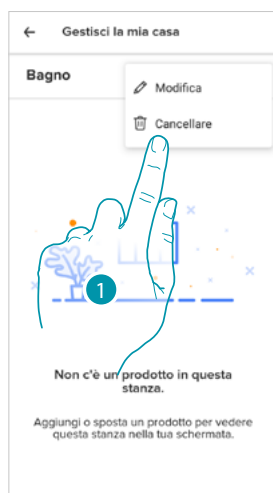 ← Gestisci la mia casa
Bagno
Modifica
Cancellare
1
Non c'è un prodotto in questa
stanza.
Aggiungi o sposta un prodotto per vedere
questa stanza nella tua schermata.